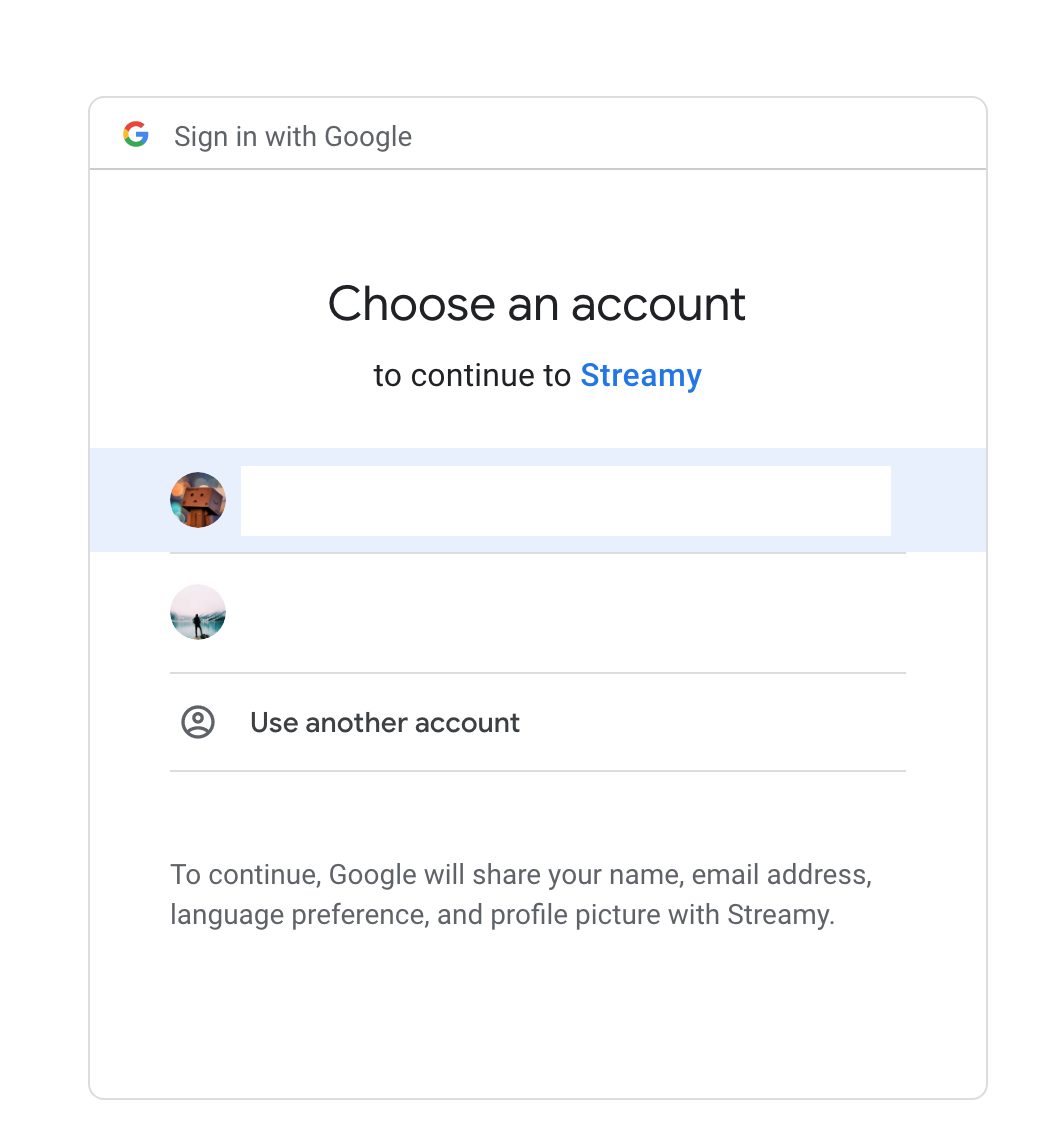 Sign in with Google
Choose an account
to continue to Streamy
Use another account
To continue, Google will share your name, email address,
language preference, and profile picture with Streamy.